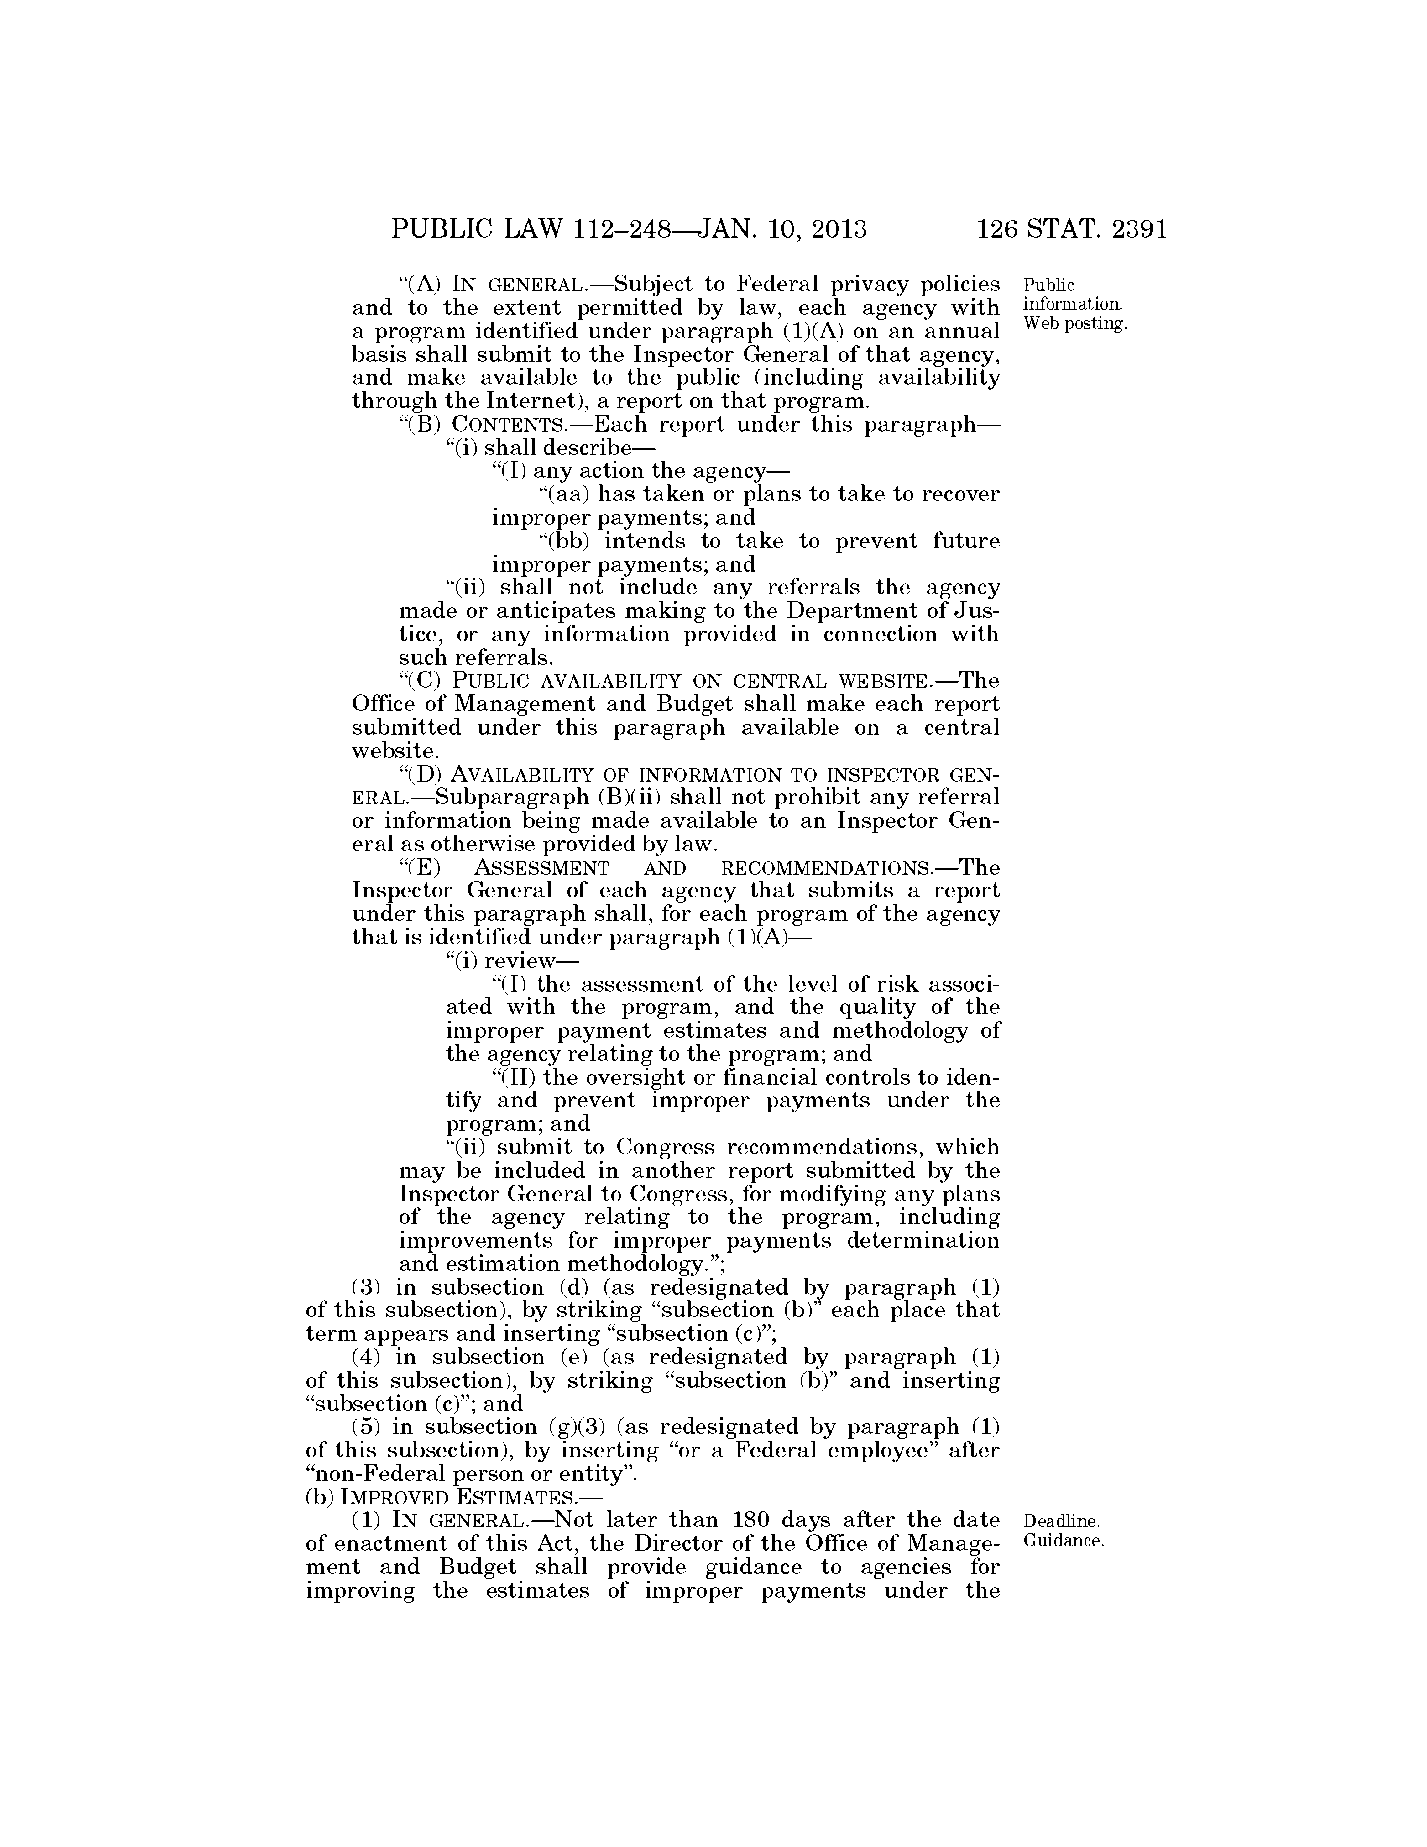 PUBLIC LAW 112–248—JAN. 10, 2013 126 STAT. 2391
“(A) IN GENERAL.—Subject to Federal privacy policies
and to the extent permitted by law, each agency with
a program identified under paragraph (1)(A) on an annual
basis shall submit to the Inspector General of that agency,
and make available to the public (including availability
through the Internet), a report on that program.
Public
information.
Web posting.
“(B) CONTENTS.—Each report under this paragraph—
“(i) shall describe—
“(I) any action the agency—
“(aa) has taken or plans to take to recover
improper payments; and
“(bb) intends to take to prevent future
improper payments; and
“(ii) shall not include any referrals the agency
made or anticipates making to the Department of Jus-
tice, or any information provided in connection with
such referrals.
“(C) PUBLIC AVAILABILITY ON CENTRAL WEBSITE.—The
Office of Management and Budget shall make each report
submitted under this paragraph available on a central
website.
“(D) AVAILABILITY OF INFORMATION TO INSPECTOR GEN-
ERAL.—Subparagraph (B)(ii) shall not prohibit any referral
or information being made available to an Inspector Gen-
eral as otherwise provided by law.
“(E) ASSESSMENT AND RECOMMENDATIONS.—The
Inspector General of each agency that submits a report
under this paragraph shall, for each program of the agency
that is identified under paragraph (1)(A)—
“(i) review—
“(I) the assessment of the level of risk associ-
ated with the program, and the quality of the
improper payment estimates and methodology of
the agency relating to the program; and
“(II) the oversight or financial controls to iden-
tify and prevent improper payments under the
program; and
“(ii) submit to Congress recommendations, which
may be included in another report submitted by the
Inspector General to Congress, for modifying any plans
of the agency relating to the program, including
improvements for improper payments determination
and estimation methodology.”;
(3) in subsection (d) (as redesignated by paragraph (1)
of this subsection), by striking “subsection (b)” each place that
term appears and inserting “subsection (c)”;
(4) in subsection (e) (as redesignated by paragraph (1)
of this subsection), by striking “subsection (b)” and inserting
“subsection (c)”; and
(5) in subsection (g)(3) (as redesignated by paragraph (1)
of this subsection), by inserting “or a Federal employee” after
“non-Federal person or entity”.
(b) IMPROVED ESTIMATES.—
(1) IN GENERAL.—Not later than 180 days after the date
of enactment of this Act, the Director of the Office of Manage-
ment and Budget shall provide guidance to agencies for
improving the estimates of improper payments under the
Deadline.
Guidance.